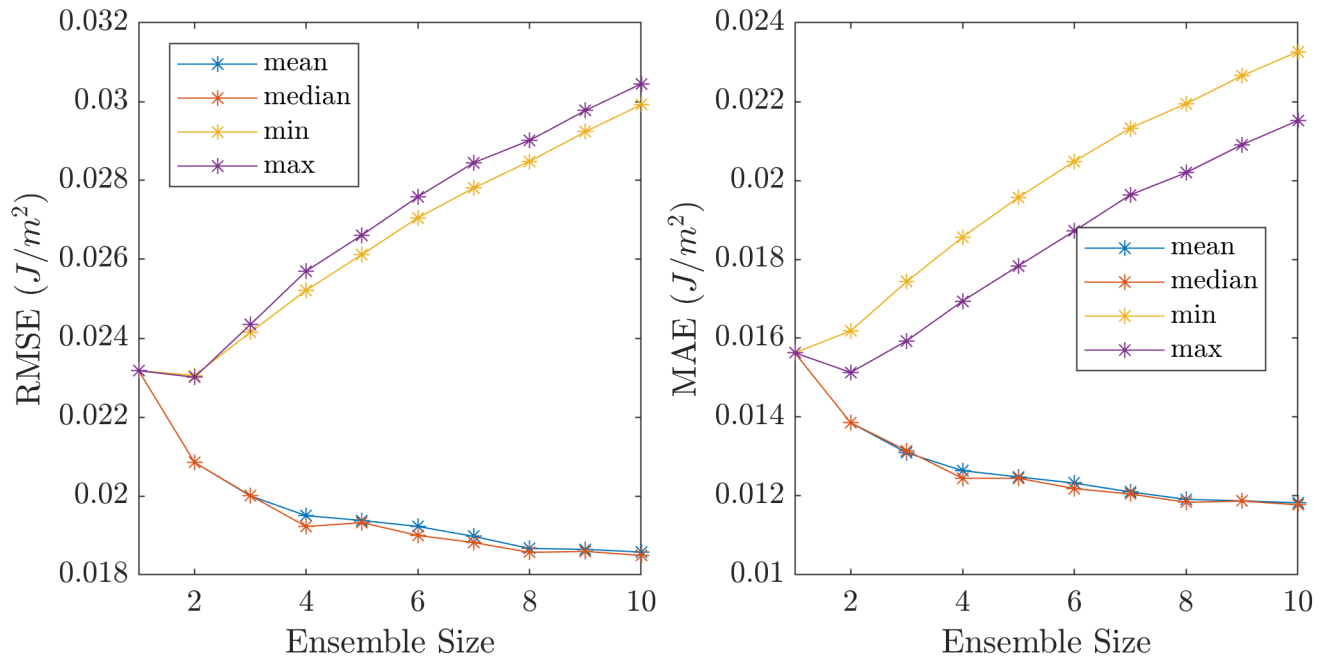 RMSE (J/m²)
0.032
0.03
0.028
0.026
0.024
0.022
0.02
0.018
2 4 6 8 10
Ensemble Size
mean
median
min
max
MAE (J/m²)
0.024
0.022
0.02
0.018
0.016
0.014
0.012
0.01
2 4 6 8 10
Ensemble Size
mean
median
min
max